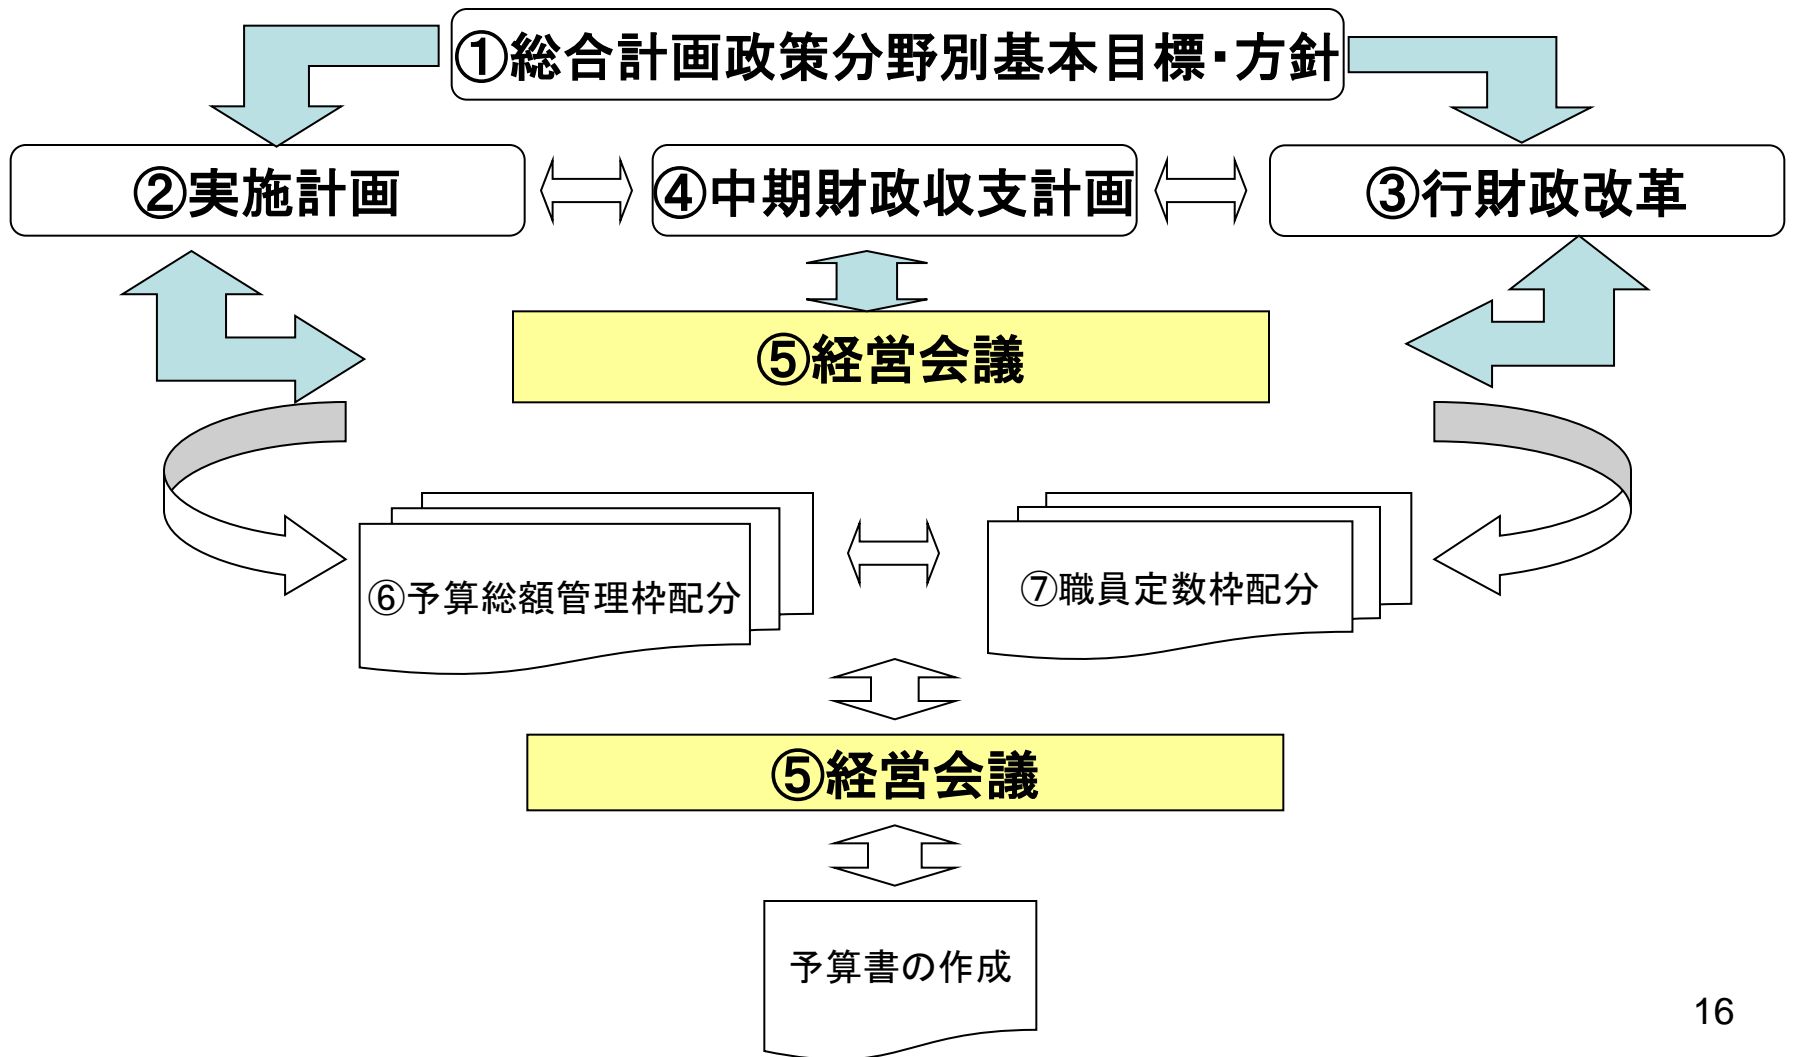 ①総合計画政策分野別基本目標・方針
②実施計画
④中期財政収支計画
③行財政改革
⑤経営会議
⑥予算総額管理枠配分
⑦職員定数枠配分
⑤経営会議
予算書の作成
16